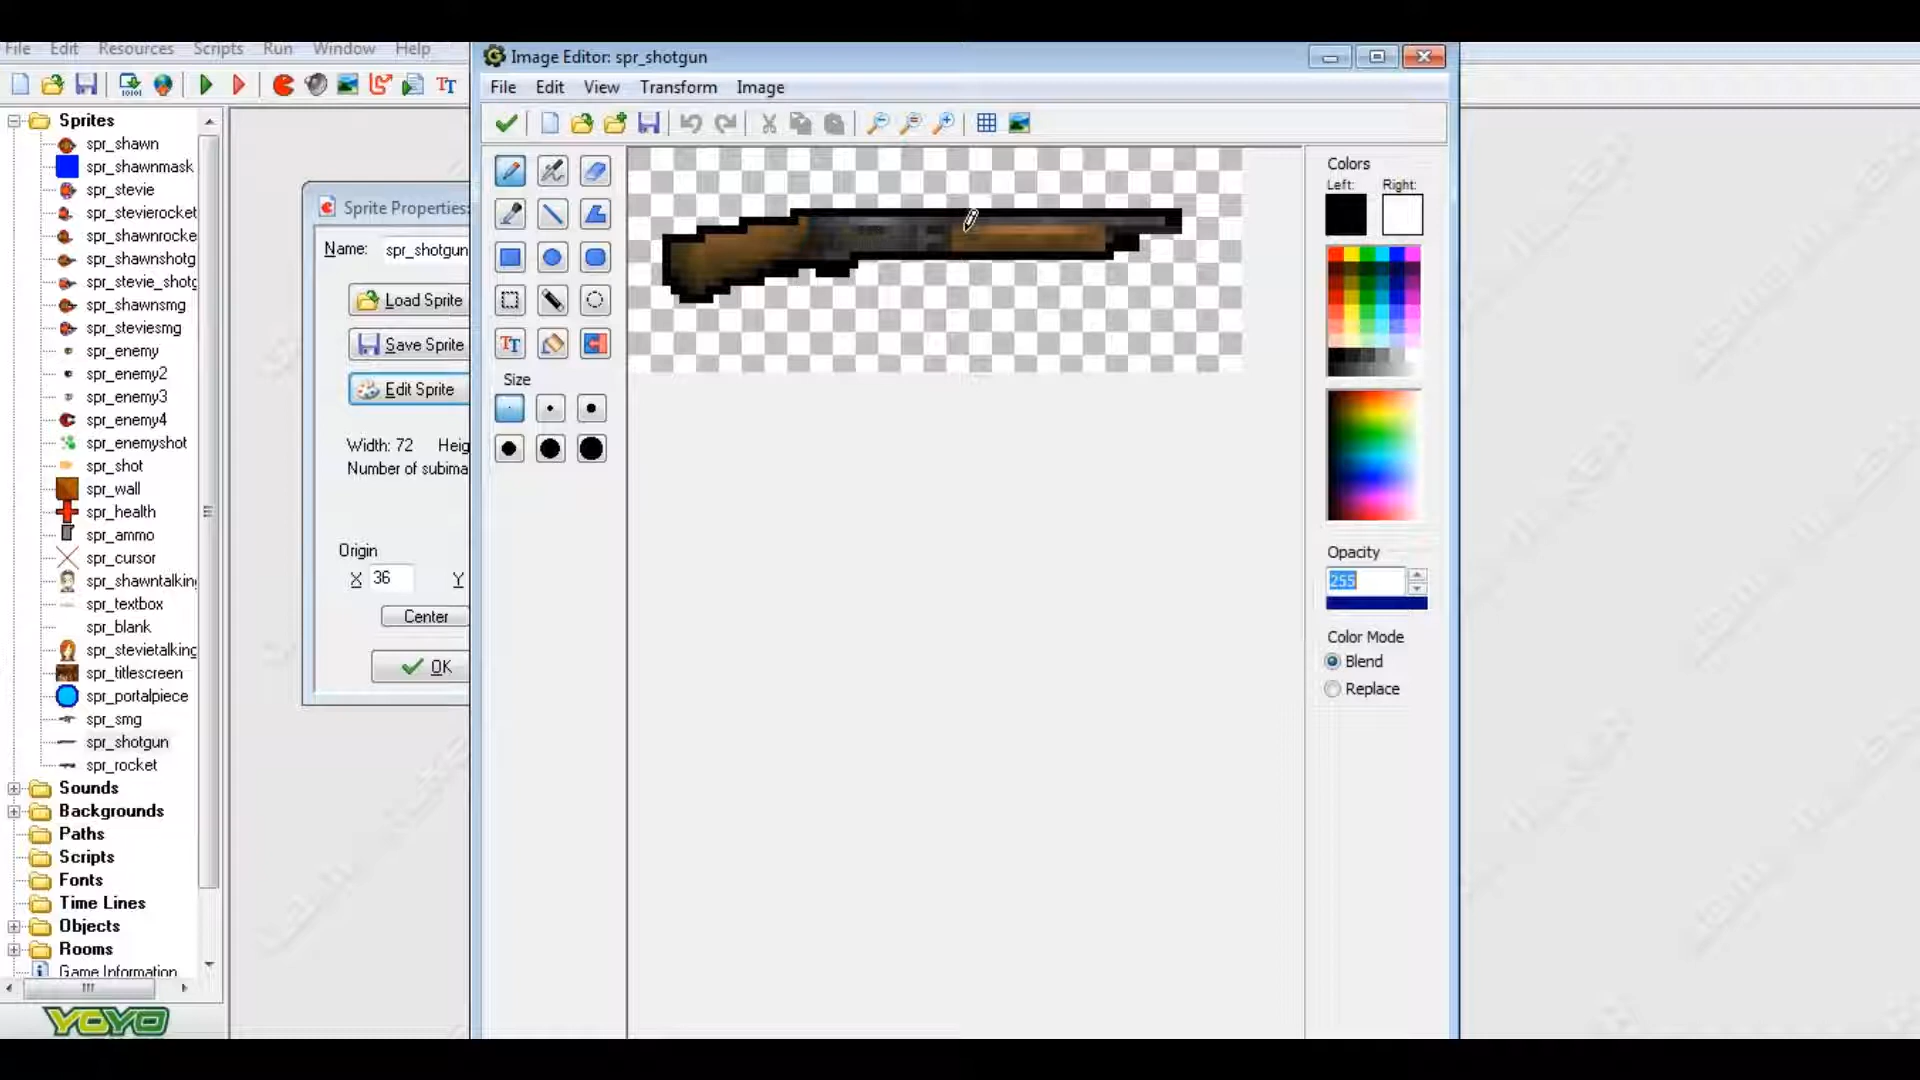 File Edit Resources Scripts Run Window Help
Image Editor: spr_shotgun
File Edit View Transform Image
Sprites
spr_shawn
spr_shawnmask
spr_stevie
spr_stevierocket
spr_shawnrocke
spr_shawnshotg
spr_stevie_shotg
spr_shawnsmg
spr_steviesmg
spr_enemy
spr_enemy2
spr_enemy3
spr_enemy4
spr_enemyshot
spr_shot
spr_wall
spr_health
spr_ammo
spr_cursor
spr_shawntalkin
spr_textbox
spr_blank
spr_stevietalking
spr_titlescreen
spr_portalpiece
spr_smg
spr_shotgun
spr_rocket
Sounds
Backgrounds
Paths
Scripts
Fonts
Time Lines
Objects
Rooms
Game Information
YOYO
Sprite Properties:
Name: spr_shotgun
Load Sprite
Save Sprite
Edit Sprite
Width: 72 Heig
Number of subima
Origin
X 36 Y
Center
OK
TT
TT
Size
Colors
Left: Right:
Opacity
255
Color Mode
Blend
Replace